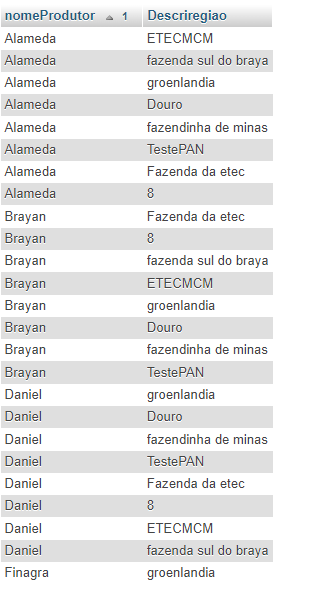 nomeProdutor 1 Descriregiao
Alameda ETECMCM
Alameda fazenda sul do braya
Alameda groenlandia
Alameda Douro
Alameda fazendinha de minas
Alameda TestePAN
Alameda Fazenda da etec
Alameda 8
Brayan Fazenda da etec
Brayan 8
Brayan fazenda sul do braya
Brayan ETECMCM
Brayan groenlandia
Brayan Douro
Brayan fazendinha de minas
Brayan TestePAN
Daniel groenlandia
Daniel Douro
Daniel fazendinha de minas
Daniel TestePAN
Daniel Fazenda da etec
Daniel 8
Daniel ETECMCM
Daniel fazenda sul do braya
Finagra groenlandia